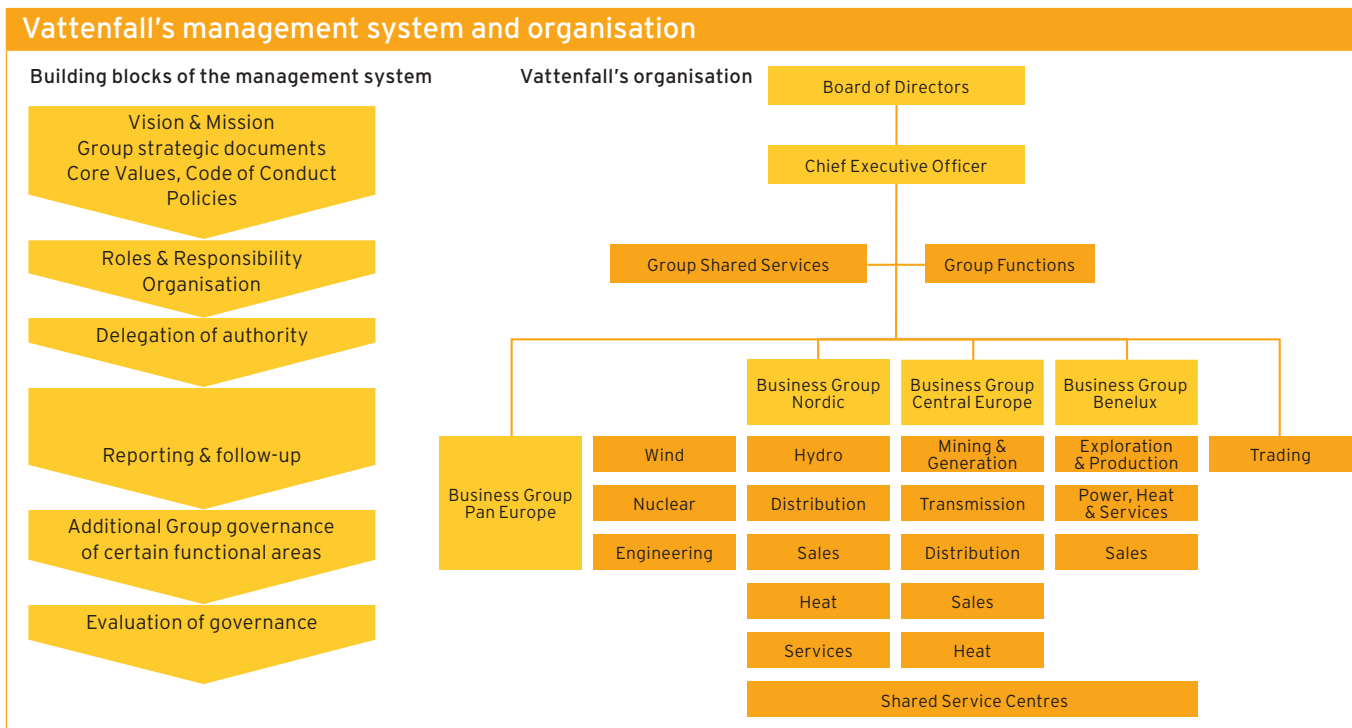 Vattenfall's management system and organisation
Building blocks of the management system
Vision & Mission
Group strategic documents
Core Values, Code of Conduct
Policies
Roles & Responsibility
Organisation
Delegation of authority
Reporting & follow-up
Additional Group governance
of certain functional areas
Evaluation of governance
Vattenfall's organisation
Board of Directors
Chief Executive Officer
Group Shared Services
Group Functions
Business Group
Pan Europe
Wind
Nuclear
Engineering
Business Group
Nordic
Hydro
Distribution
Sales
Heat
Services
Business Group
Central Europe
Mining &
Generation
Transmission
Distribution
Sales
Heat
Business Group
Benelux
Exploration
& Production
Power, Heat
& Services
Sales
Trading
Shared Service Centres